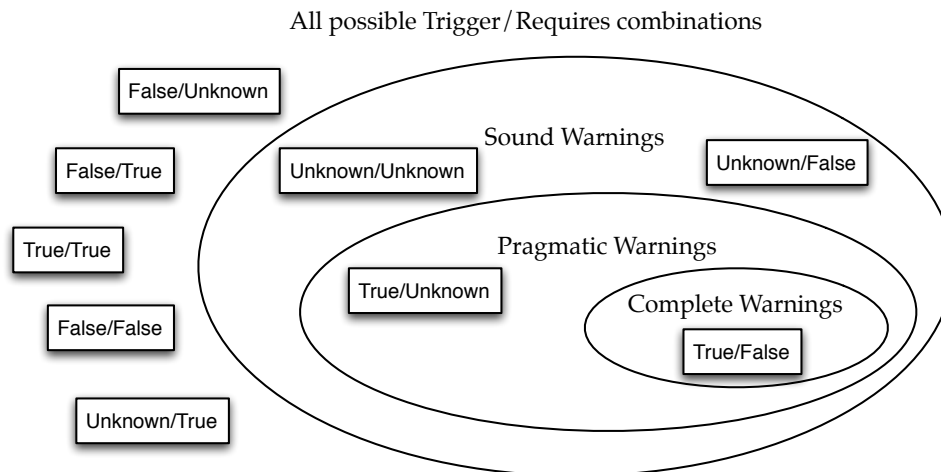 All possible Trigger/Requires combinations
False/Unknown
Sound Warnings
False/True
Unknown/Unknown
Unknown/False
True/True
Pragmatic Warnings
True/Unknown
Complete Warnings
False/False
True/False
Unknown/True